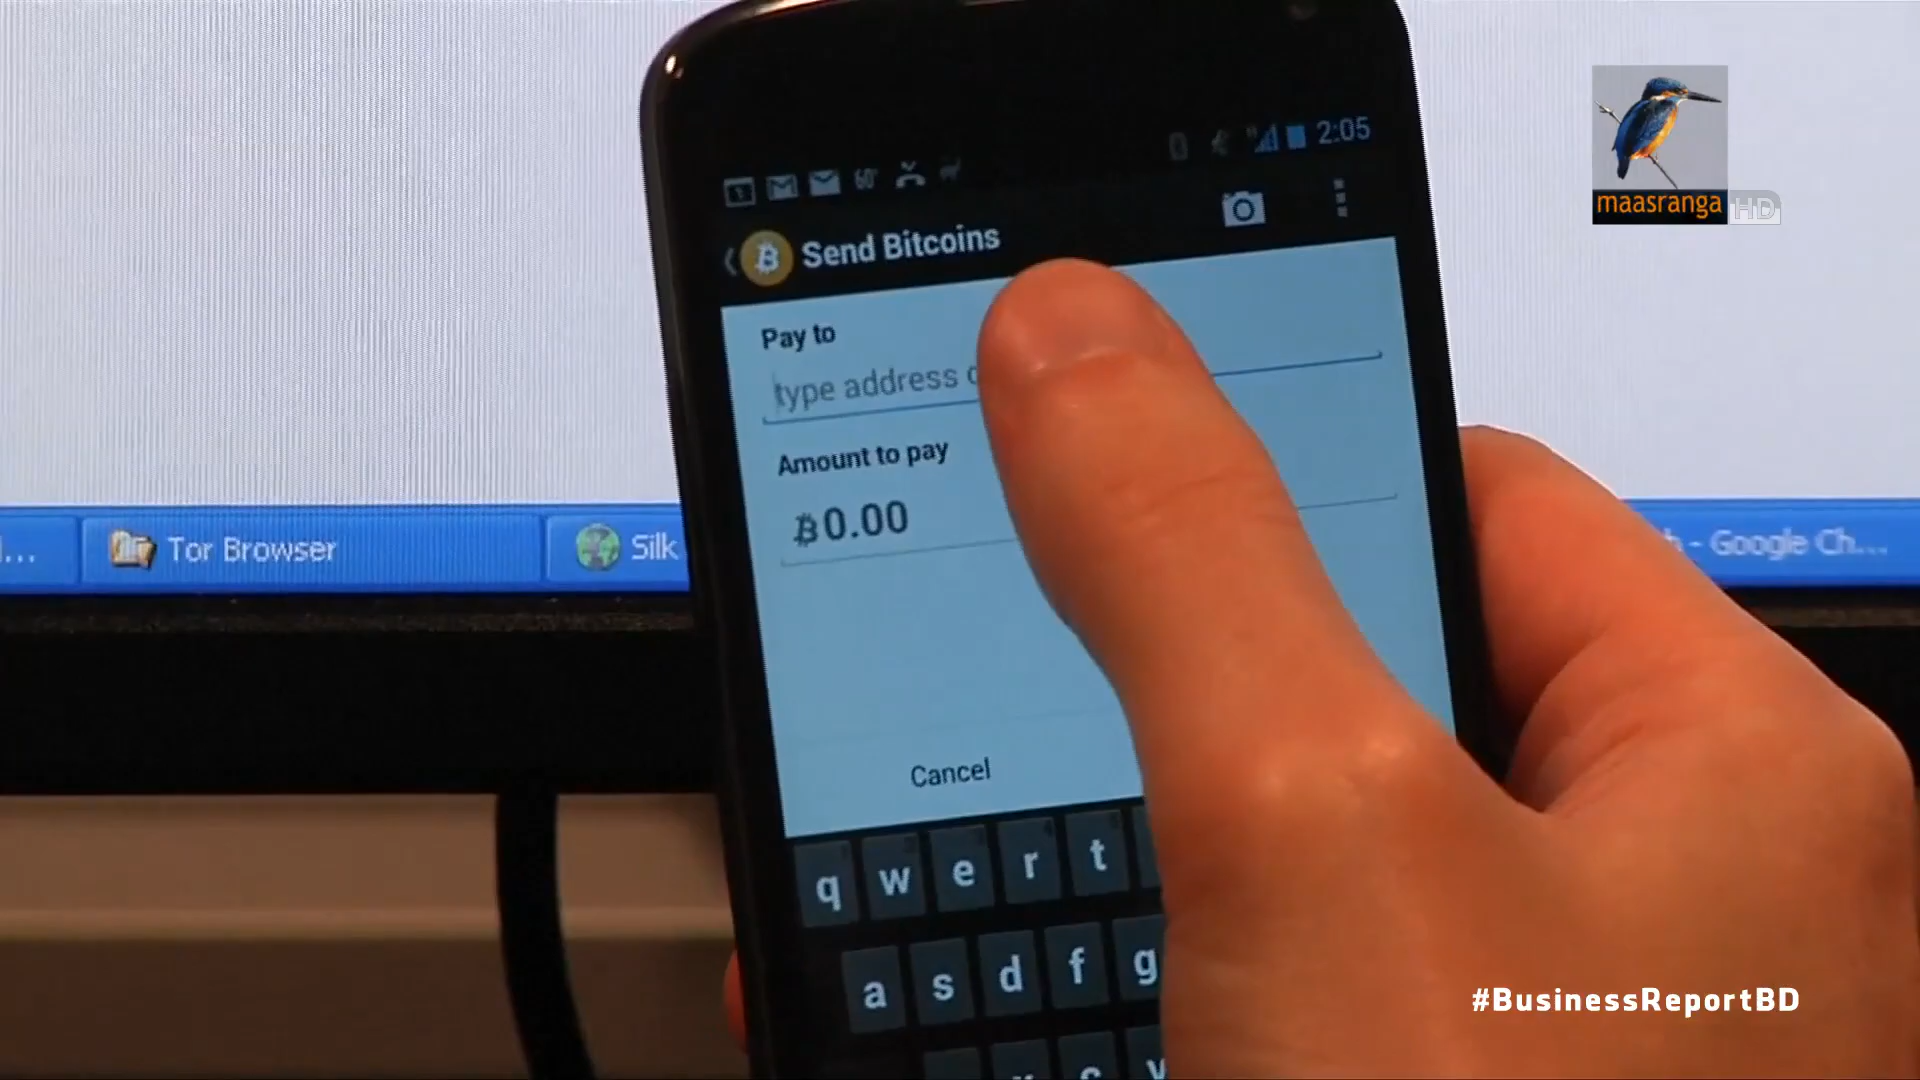 2:05
60°
Send Bitcoins
Pay to
type address
Amount to pay
฿0.00
Cancel
q w e r t
a s d f g
c v
Tor Browser
Silk
- Google Ch...
maasranga
HD
#BusinessReportBD